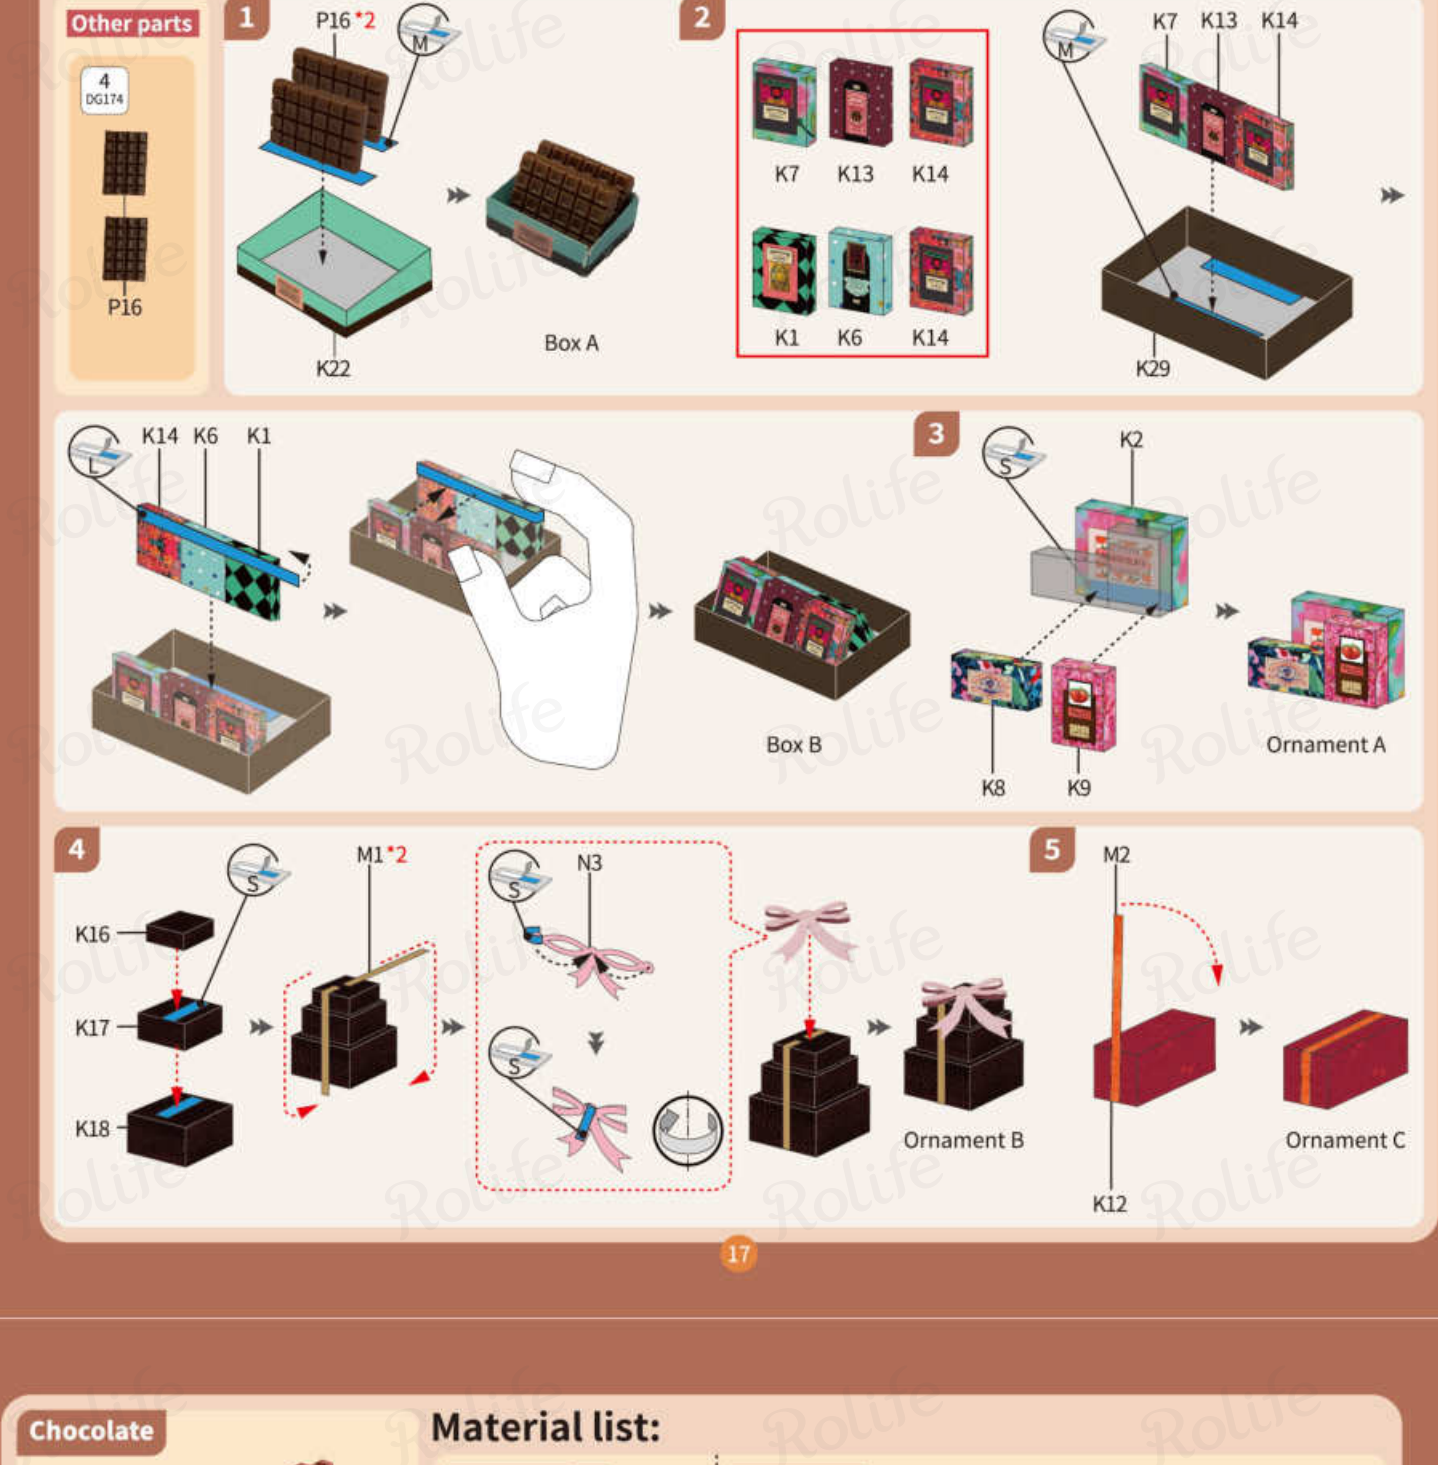 Other parts
4
DG174
P16
1
P16 *2
M
K22
Box A
2
K7 K13 K14
K1 K6 K14
M
K7 K13 K14
K29
L
K14 K6 K1
Box B
3
S
K2
K8
K9
Ornament A
4
S
K16
K17
K18
M1*2
S
N3
S
Ornament B
5
M2
K12
Ornament C
17
Chocolate
Material list:
Rolife